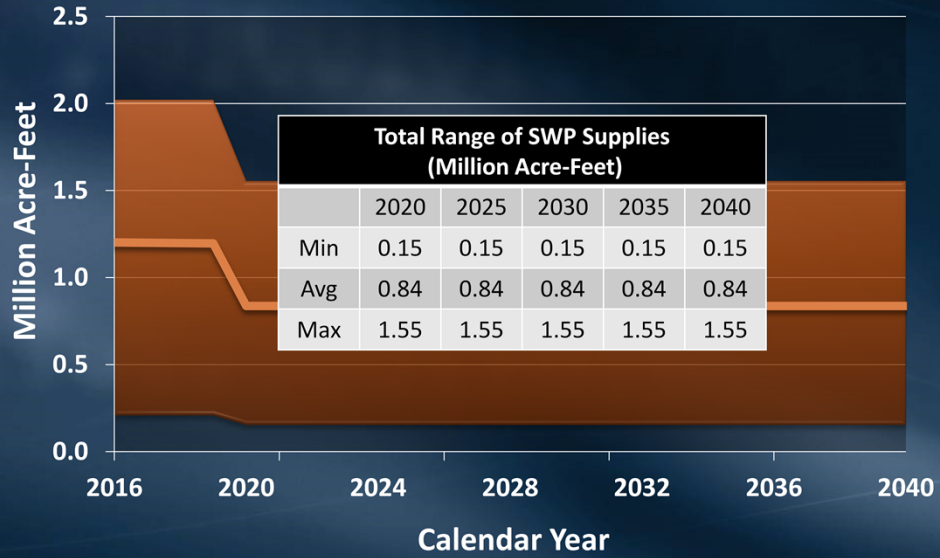 2.5
2.0
1.5
1.0
0.5
0.0
Million Acre-Feet
Total Range of SWP Supplies
(Million Acre-Feet)
2020 2025 2030 2035 2040
Min 0.15 0.15 0.15 0.15 0.15
Avg 0.84 0.84 0.84 0.84 0.84
Max 1.55 1.55 1.55 1.55 1.55
2016 2020 2024 2028 2032 2036 2040
Calendar Year